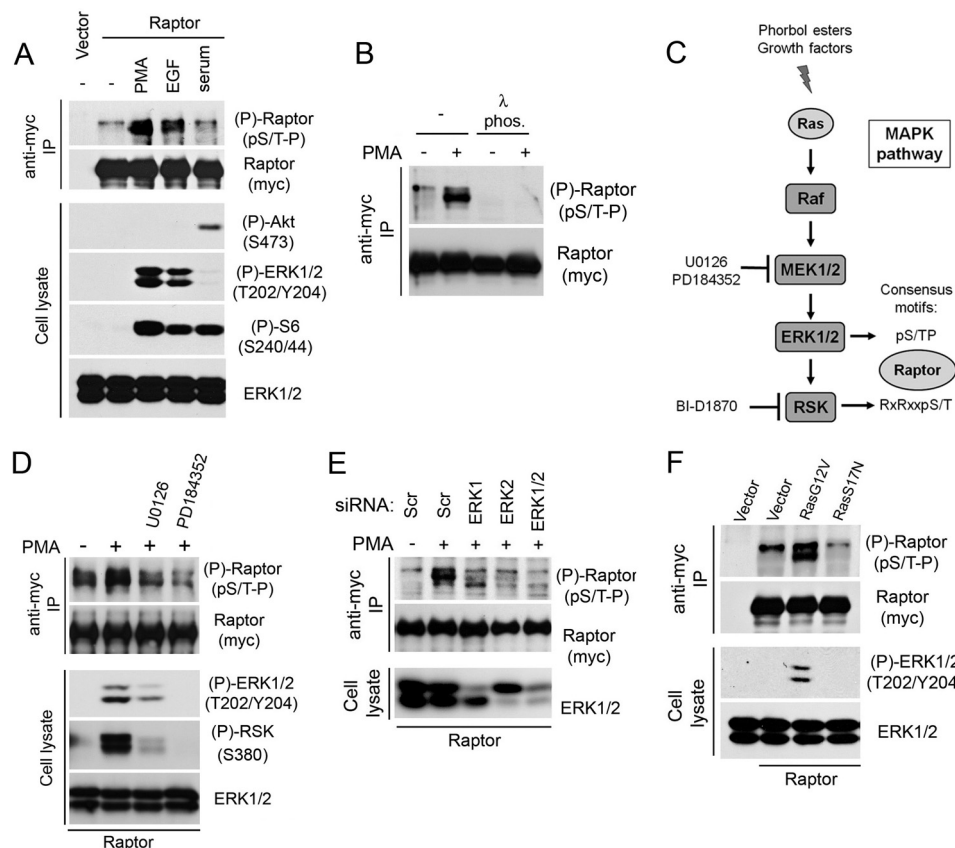 A
Raptor
Vector
-
-
PMA
EGF
serum
anti-myc
IP
(P)-Raptor
(pS/T-P)
Raptor
(myc)
Cell lysate
(P)-Akt
(S473)
(P)-ERK1/2
(T202/Y204)
(P)-S6
(S240/44)
ERK1/2
B
-
λ
phos.
PMA
-
+
-
+
anti-myc
IP
(P)-Raptor
(pS/T-P)
Raptor
(myc)
C
Phorbol esters
Growth factors
Ras
MAPK
pathway
Raf
U0126
PD184352
MEK1/2
Consensus
motifs:
ERK1/2
pS/TP
Raptor
BI-D1870
RSK
RxRxxpS/T
D
U0126
PD184352
PMA
-
+
+
+
anti-myc
IP
(P)-Raptor
(pS/T-P)
Raptor
(myc)
Cell lysate
(P)-ERK1/2
(T202/Y204)
(P)-RSK
(S380)
ERK1/2
Raptor
E
siRNA:
Scr
Scr
ERK1
ERK2
ERK1/2
PMA
-
+
+
+
+
anti-myc
IP
(P)-Raptor
(pS/T-P)
Raptor
(myc)
Cell
lysate
ERK1/2
Raptor
F
Vector
Vector
RasG12V
RasS17N
anti-myc
IP
(P)-Raptor
(pS/T-P)
Raptor
(myc)
Cell
lysate
(P)-ERK1/2
(T202/Y204)
ERK1/2
Raptor